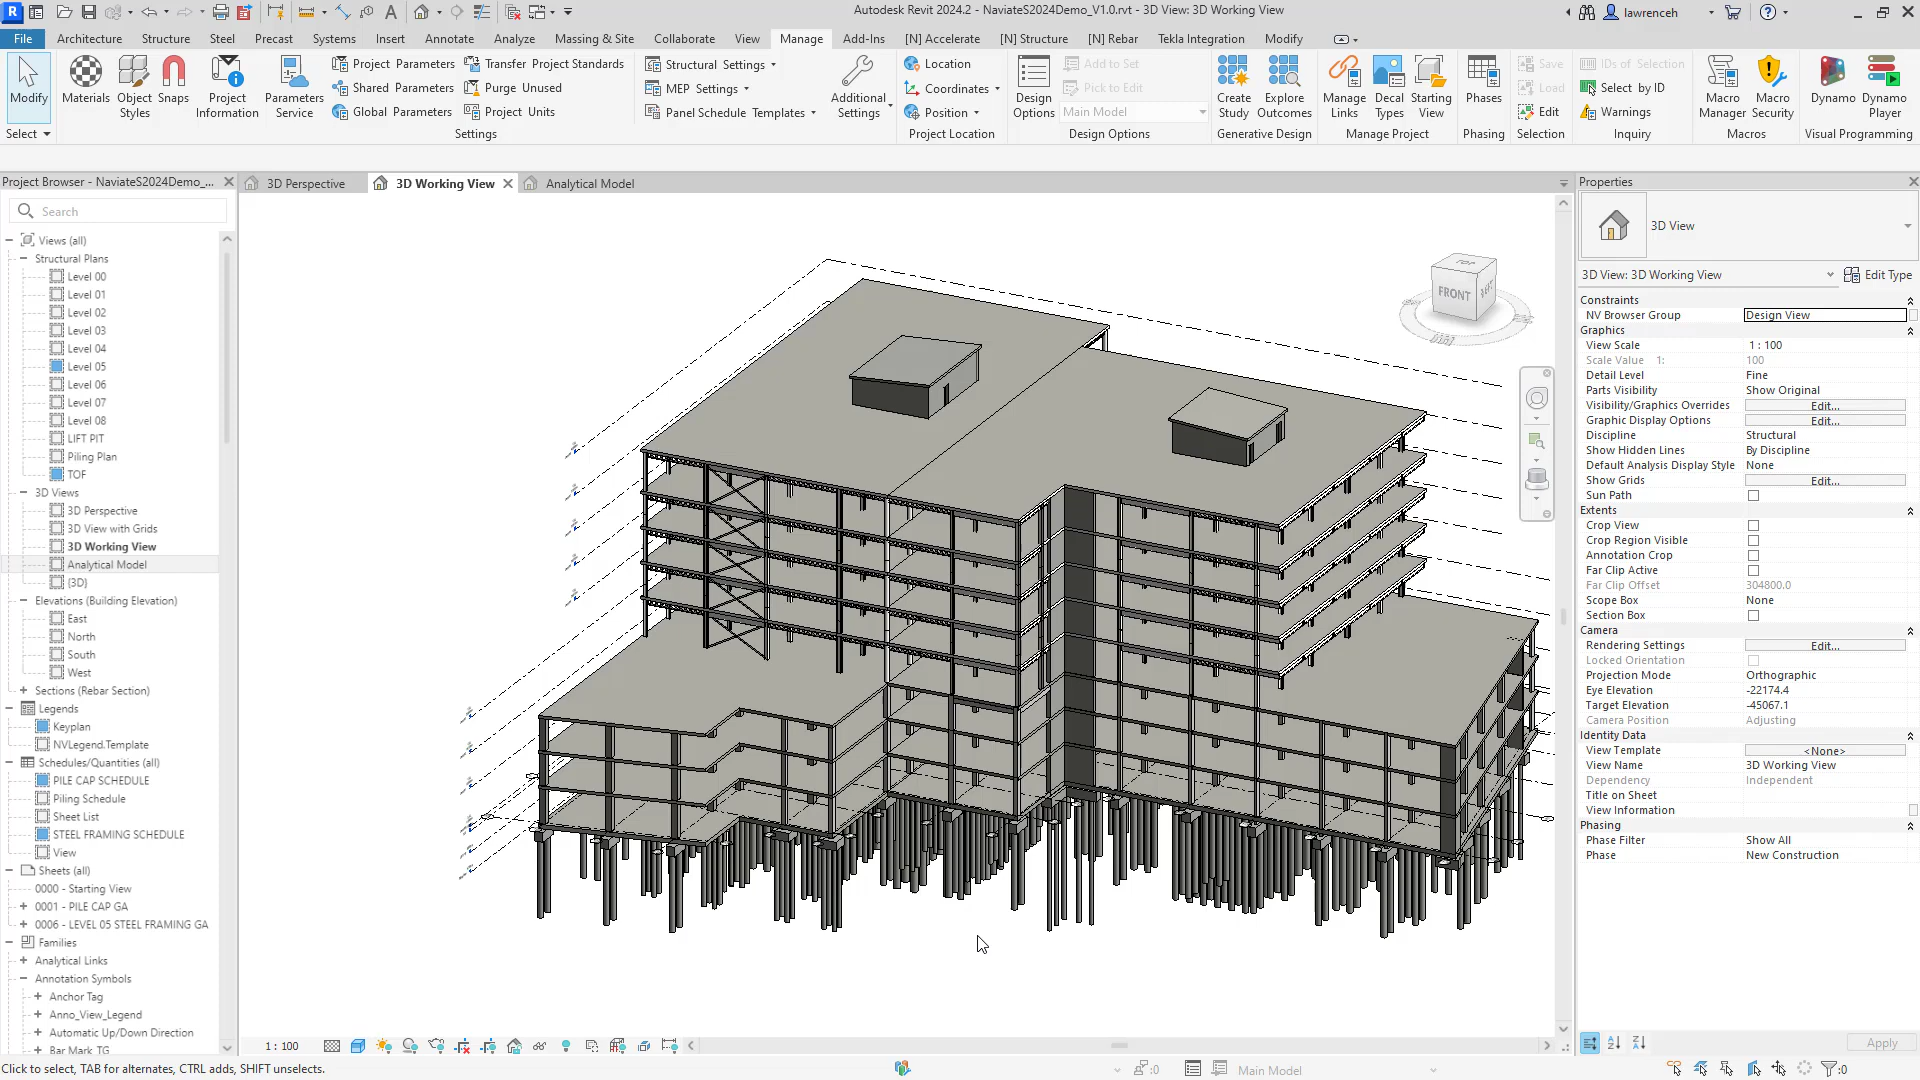 Autodesk Revit 2024.2 - NaviateS2024Demo_V1.0.rvt - 3D View: 3D Working View
lawrenceh
File
Architecture
Structure
Steel
Precast
Systems
Insert
Annotate
Analyze
Massing & Site
Collaborate
View
Manage
Add-Ins
[N] Accelerate
[N] Structure
[N] Rebar
Tekla Integration
Modify
Modify
Materials
Object
Styles
Snaps
Project
Information
Parameters
Service
Project Parameters
Shared Parameters
Global Parameters
Transfer Project Standards
Purge Unused
Project Units
Structural Settings
MEP Settings
Panel Schedule Templates
Additional
Settings
Location
Coordinates
Position
Design
Options
Add to Set
Pick to Edit
Main Model
Create
Study
Explore
Outcomes
Manage
Links
Decal
Types
Starting
View
Phases
Save
Load
Edit
IDs of Selection
Select by ID
Warnings
Macro
Manager
Macro
Security
Dynamo
Dynamo
Player
Select
Settings
Project Location
Design Options
Generative Design
Manage Project
Phasing
Selection
Inquiry
Macros
Visual Programming
Project Browser - NaviateS2024Demo_...
Search
Views (all)
Structural Plans
Level 00
Level 01
Level 02
Level 03
Level 04
Level 05
Level 06
Level 07
Level 08
LIFT PIT
Piling Plan
TOF
3D Views
3D Perspective
3D View with Grids
3D Working View
Analytical Model
{3D}
Elevations (Building Elevation)
East
North
South
West
Sections (Rebar Section)
Legends
Keyplan
NVLegend.Template
Schedules/Quantities (all)
PILE CAP SCHEDULE
Piling Schedule
Sheet List
STEEL FRAMING SCHEDULE
View
Sheets (all)
0000 - Starting View
0001 - PILE CAP GA
0006 - LEVEL 05 STEEL FRAMING GA
Families
Analytical Links
Annotation Symbols
Anchor Tag
Anno_View_Legend
Automatic Up/Down Direction
Bar Mark_TG
3D Perspective
3D Working View
Analytical Model
TOP
FRONT
1 : 100
Properties
3D View
3D View: 3D Working View
Edit Type
Constraints
NV Browser Group Design View
Graphics
View Scale 1 : 100
Scale Value 1: 100
Detail Level Fine
Parts Visibility Show Original
Visibility/Graphics Overrides Edit...
Graphic Display Options Edit...
Discipline Structural
Show Hidden Lines By Discipline
Default Analysis Display Style None
Show Grids Edit...
Sun Path
Extents
Crop View
Crop Region Visible
Annotation Crop
Far Clip Active
Far Clip Offset 304800.0
Scope Box None
Section Box
Camera
Rendering Settings Edit...
Locked Orientation
Projection Mode Orthographic
Eye Elevation -22174.4
Target Elevation -45067.1
Camera Position Adjusting
Identity Data
View Template <None>
View Name 3D Working View
Dependency Independent
Title on Sheet
View Information
Phasing
Phase Filter Show All
Phase New Construction
Apply
Click to select, TAB for alternates, CTRL adds, SHIFT unselects.
:0
Main Model
:0